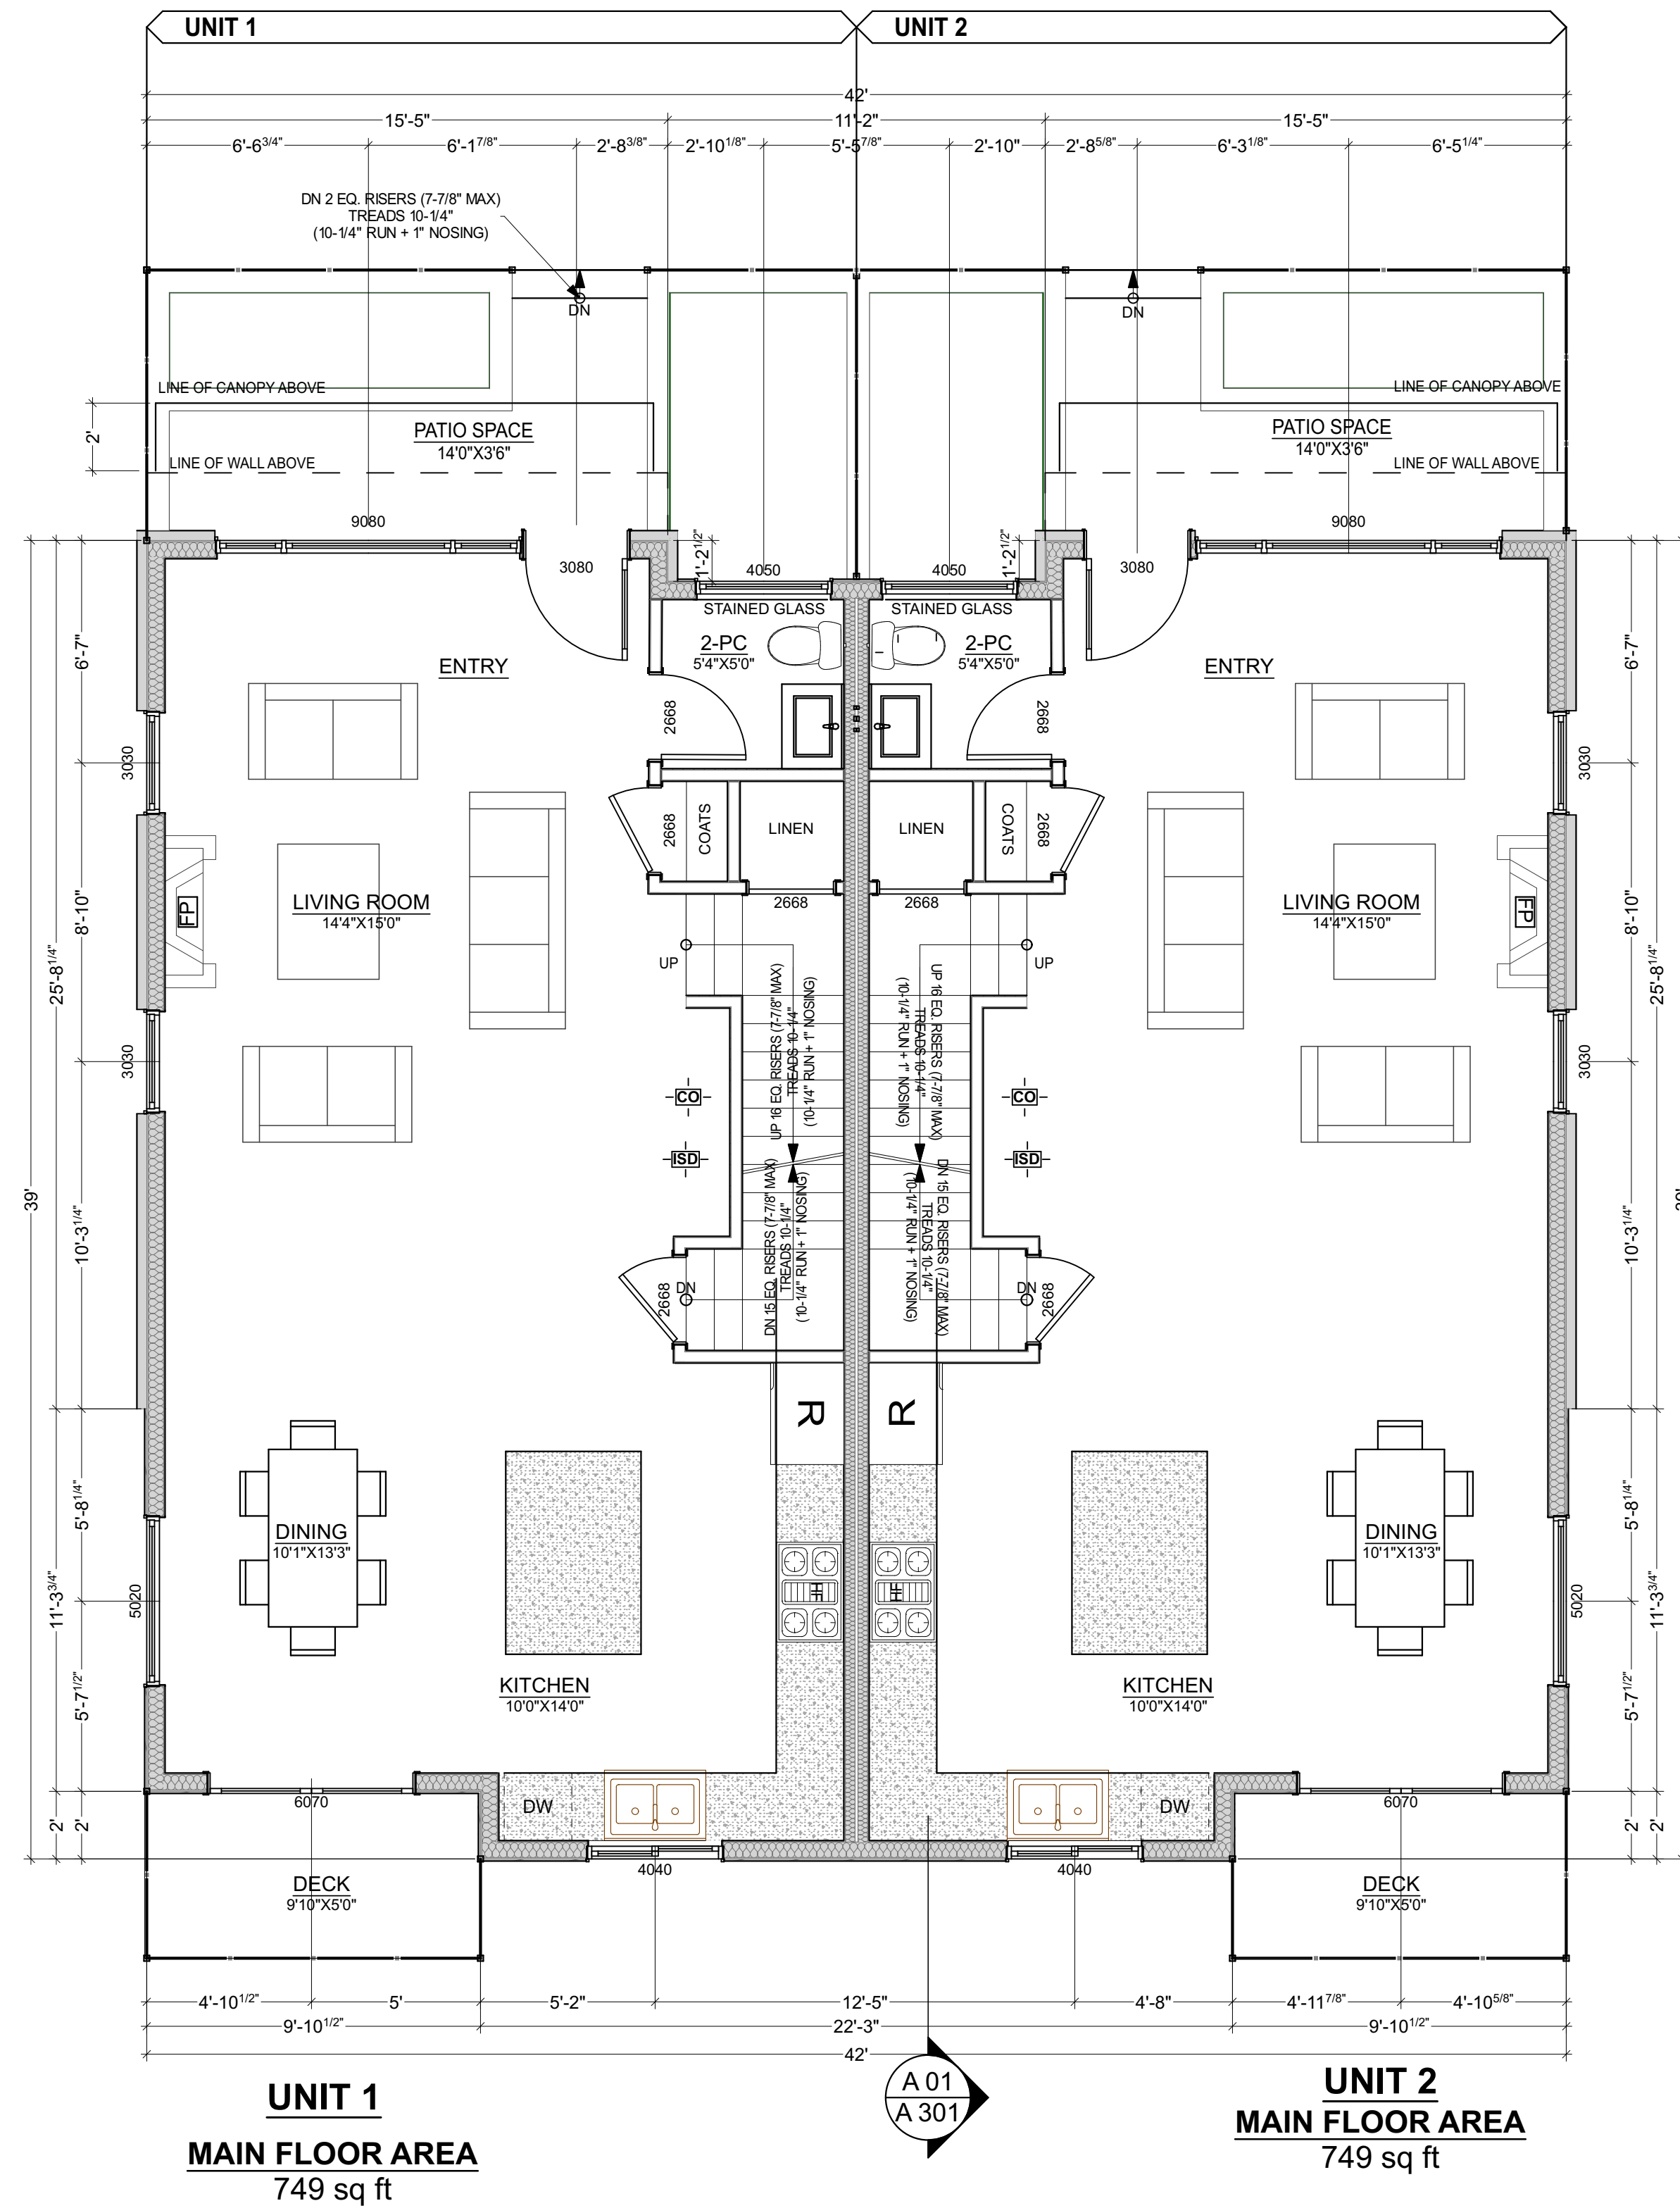 UNIT 1
UNIT 2
42'
15'-5"
11'-2"
15'-5"
6'-6 3/4"
6'-1 7/8"
2'-8 3/8"
2'-10 1/8"
5'-5 7/8"
2'-10"
2'-8 5/8"
6'-3 1/8"
6'-5 1/4"
DN 2 EQ. RISERS (7-7/8" MAX)
TREADS 10-1/4"
(10-1/4" RUN + 1" NOSING)
DN
DN
LINE OF CANOPY ABOVE
LINE OF CANOPY ABOVE
2'
PATIO SPACE
14'0"X3'6"
PATIO SPACE
14'0"X3'6"
LINE OF WALL ABOVE
LINE OF WALL ABOVE
9080
9080
3080
1'-2 1/2"
4050
4050
1'-2 1/2"
3080
STAINED GLASS
STAINED GLASS
2-PC
5'4"X5'0"
2-PC
5'4"X5'0"
ENTRY
ENTRY
6'-7"
6'-7"
2668
2668
3030
3030
2668
COATS
LINEN
LINEN
COATS
2668
LIVING ROOM
14'4"X15'0"
LIVING ROOM
14'4"X15'0"
FP
FP
2668
2668
8'-10"
8'-10"
25'-8 1/4"
25'-8 1/4"
UP
UP
UP 16 EQ. RISERS (7-7/8" MAX)
TREADS 10-1/4"
(10-1/4" RUN + 1" NOSING)
UP 16 EQ. RISERS (7-7/8" MAX)
TREADS 10-1/4"
(10-1/4" RUN + 1" NOSING)
3030
3030
CO
CO
ISD
ISD
39'
10'-3 1/4"
10'-3 1/4"
DN 15 EQ. RISERS (7-7/8" MAX)
TREADS 10-1/4"
(10-1/4" RUN + 1" NOSING)
DN 15 EQ. RISERS (7-7/8" MAX)
TREADS 10-1/4"
(10-1/4" RUN + 1" NOSING)
2668
DN
DN
2668
R
R
5'-8 1/4"
5'-8 1/4"
DINING
10'1"X13'3"
DINING
10'1"X13'3"
HF
HF
11'-3 3/4"
5020
5020
11'-3 3/4"
KITCHEN
10'0"X14'0"
KITCHEN
10'0"X14'0"
5'-7 1/2"
5'-7 1/2"
6070
DW
DW
6070
2'
2'
2'
2'
4040
4040
DECK
9'10"X5'0"
DECK
9'10"X5'0"
4'-10 1/2"
5'
5'-2"
12'-5"
4'-8"
4'-11 7/8"
4'-10 5/8"
9'-10 1/2"
22'-3"
9'-10 1/2"
42'
A 01
A 301
UNIT 1
MAIN FLOOR AREA
749 sq ft
UNIT 2
MAIN FLOOR AREA
749 sq ft